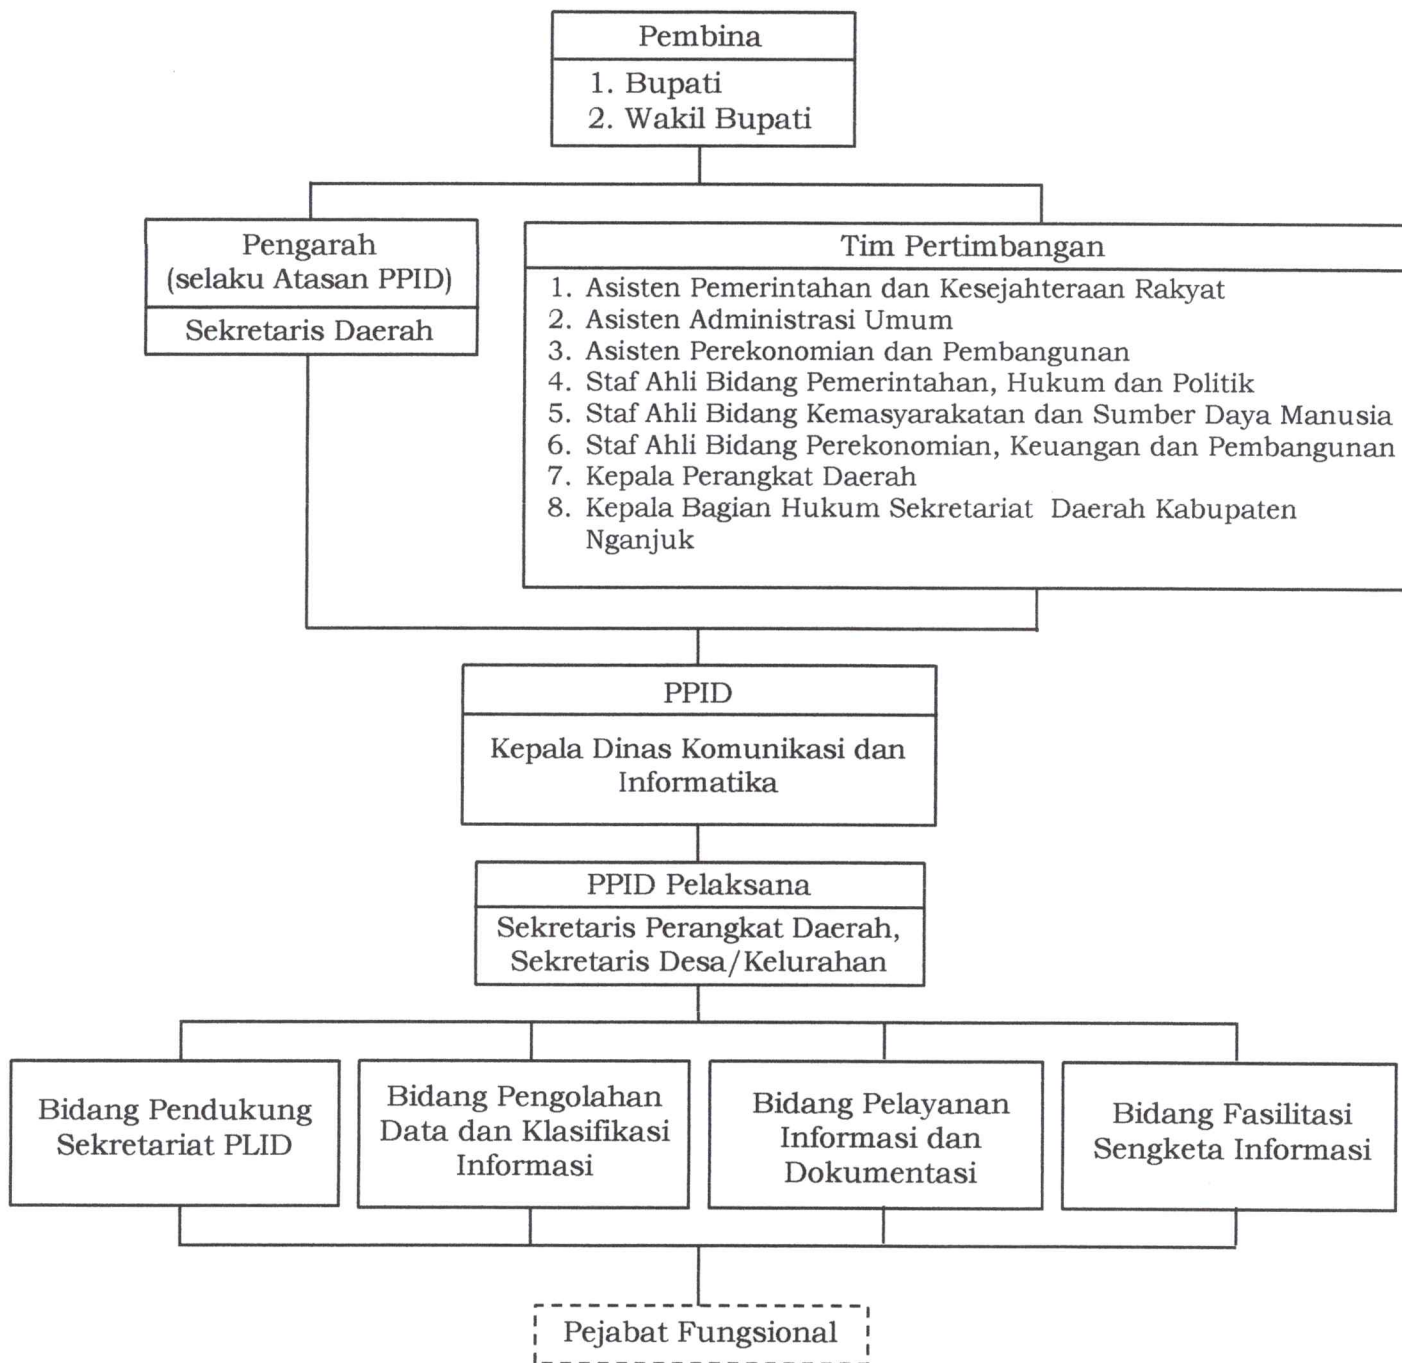 Pembina
1. Bupati
2. Wakil Bupati
Pengarah
(selaku Atasan PPID)
Sekretaris Daerah
Tim Pertimbangan
1. Asisten Pemerintahan dan Kesejahteraan Rakyat
2. Asisten Administrasi Umum
3. Asisten Perekonomian dan Pembangunan
4. Staf Ahli Bidang Pemerintahan, Hukum dan Politik
5. Staf Ahli Bidang Kemasyarakatan dan Sumber Daya Manusia
6. Staf Ahli Bidang Perekonomian, Keuangan dan Pembangunan
7. Kepala Perangkat Daerah
8. Kepala Bagian Hukum Sekretariat Daerah Kabupaten
Nganjuk
PPID
Kepala Dinas Komunikasi dan
Informatika
PPID Pelaksana
Sekretaris Perangkat Daerah,
Sekretaris Desa/Kelurahan
Bidang Pendukung
Sekretariat PLID
Bidang Pengolahan
Data dan Klasifikasi
Informasi
Bidang Pelayanan
Informasi dan
Dokumentasi
Bidang Fasilitasi
Sengketa Informasi
Pejabat Fungsional